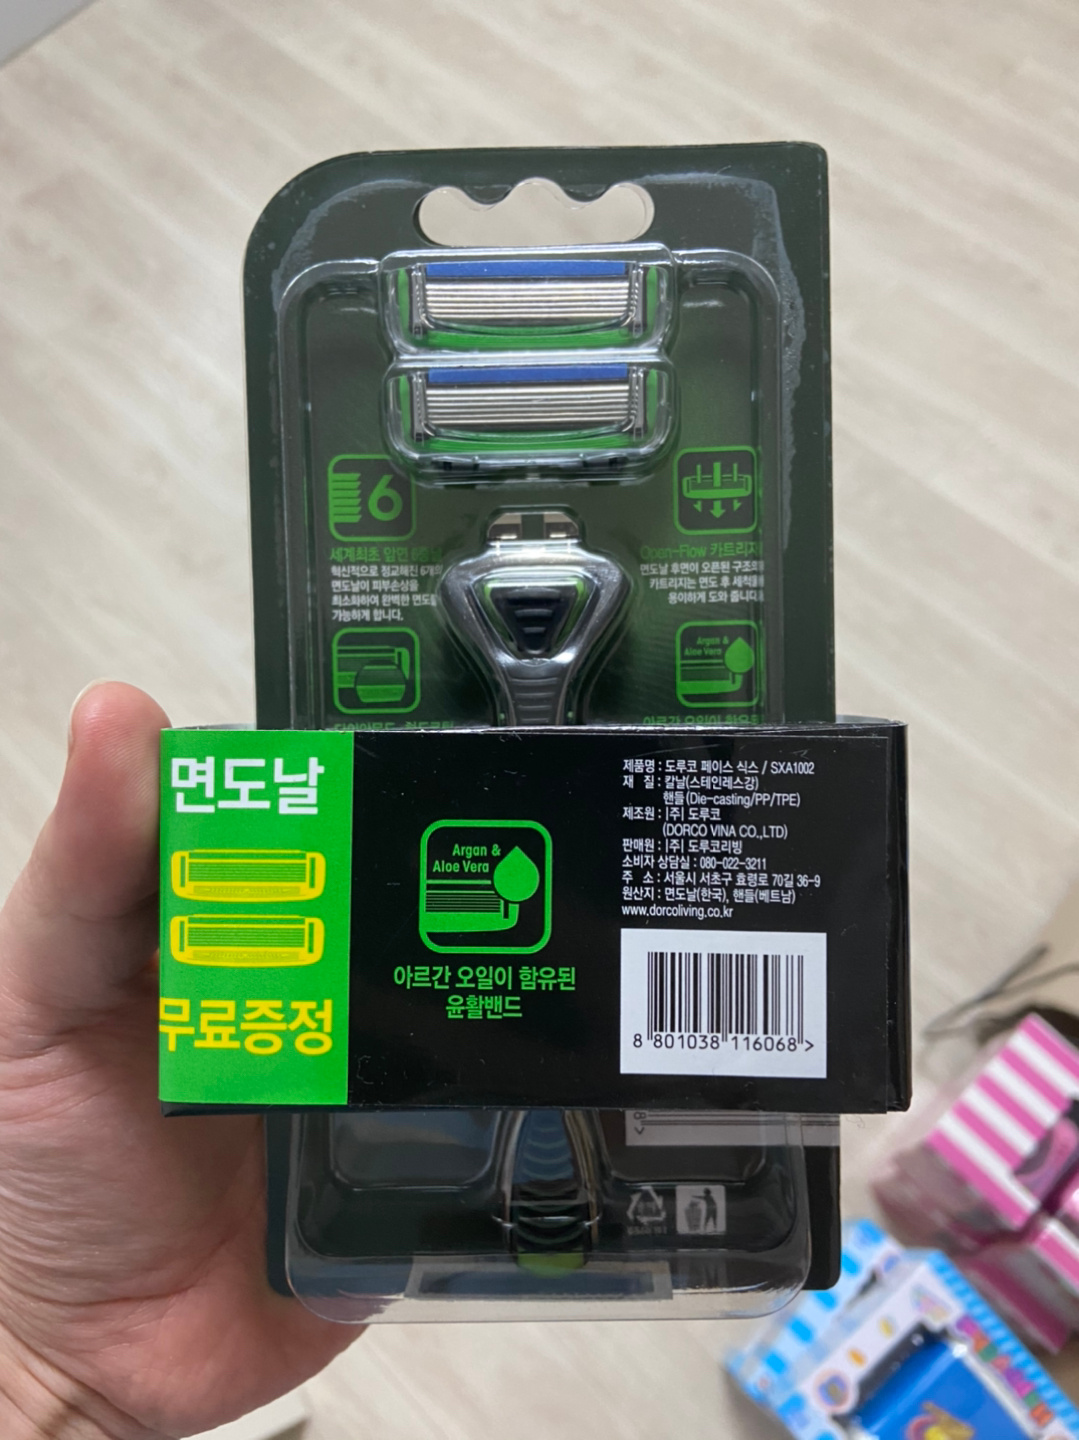 6
세계최초 암면 6중날
혁신적으로 정교해진 6개의
면도날이 피부손상을
최소화하여 완벽한 면도를
가능하게 합니다.
Open-Flow 카트리지
면도날 후면이 오픈된 구조의
카트리지는 면도 후 세척을
용이하게 도와 줍니다.
Argan &
Aloe Vera
면도날
무료증정
Argan &
Aloe Vera
아르간 오일이 함유된
윤활밴드
제품명 : 도루코 페이스 식스 / SXA1002
재 질 : 칼날(스테인레스강)
핸들(Die-casting/PP/TPE)
제조원 : |주| 도루코
(DORCO VINA CO.,LTD)
판매원 : |주| 도루코리빙
소비자 상담실 : 080-022-3211
주 소 : 서울시 서초구 효령로 70길 36-9
원산지 : 면도날(한국), 핸들(베트남)
www.dorcoliving.co.kr
8 801038 116068 >